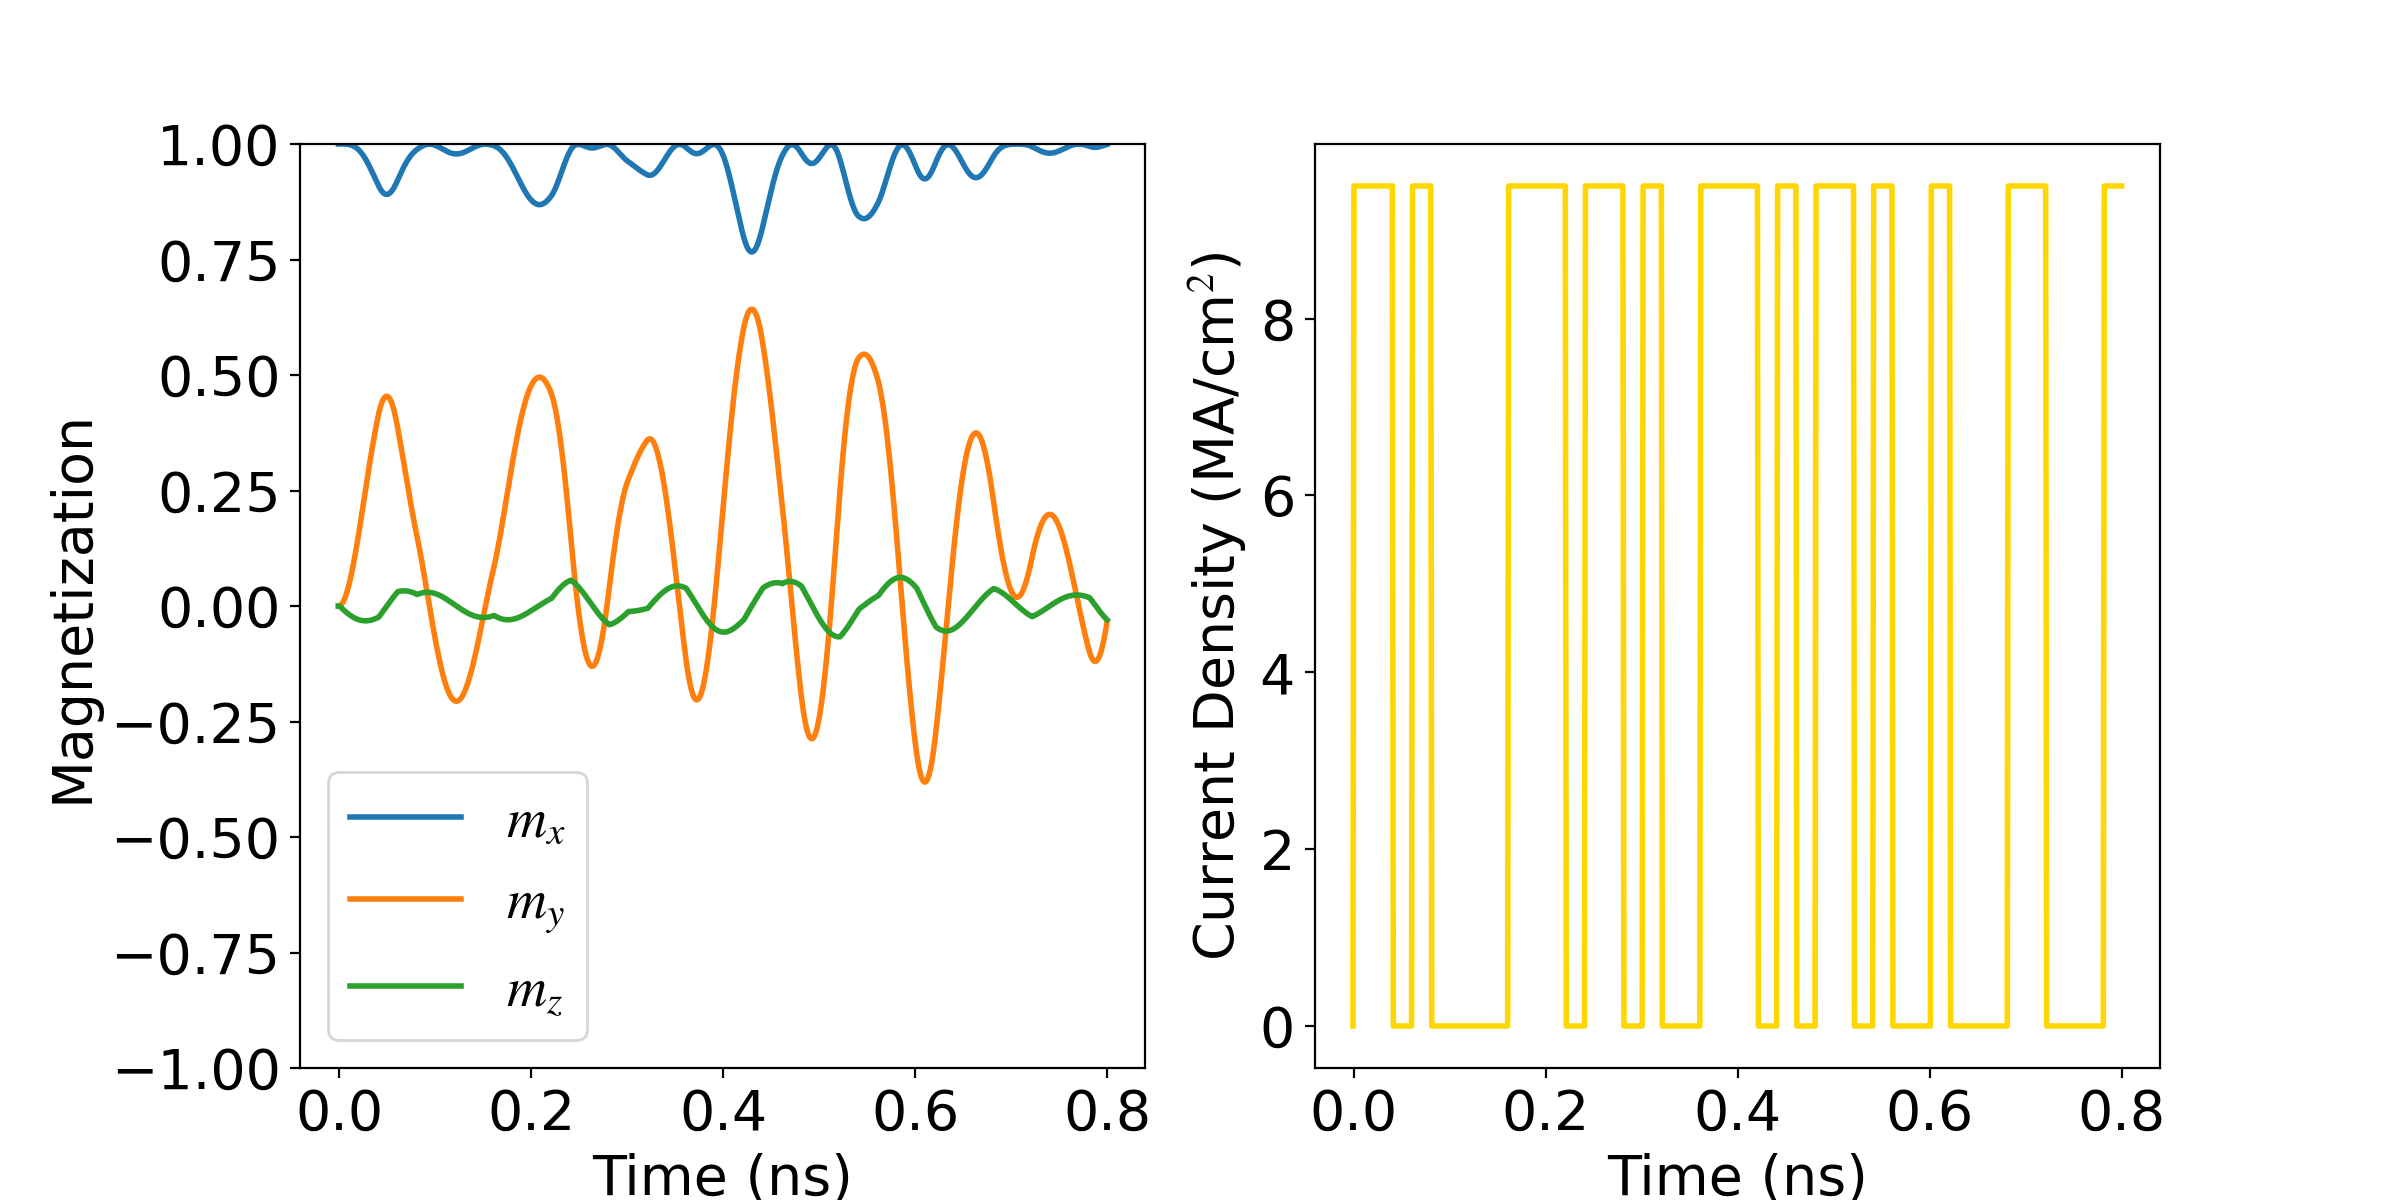 Magnetization
1.00
0.75
0.50
0.25
0.00
−0.25
−0.50
−0.75
−1.00
m_x
m_y
m_z
0.0 0.2 0.4 0.6 0.8
Time (ns)
Current Density (MA/cm²)
8
6
4
2
0
0.0 0.2 0.4 0.6 0.8
Time (ns)